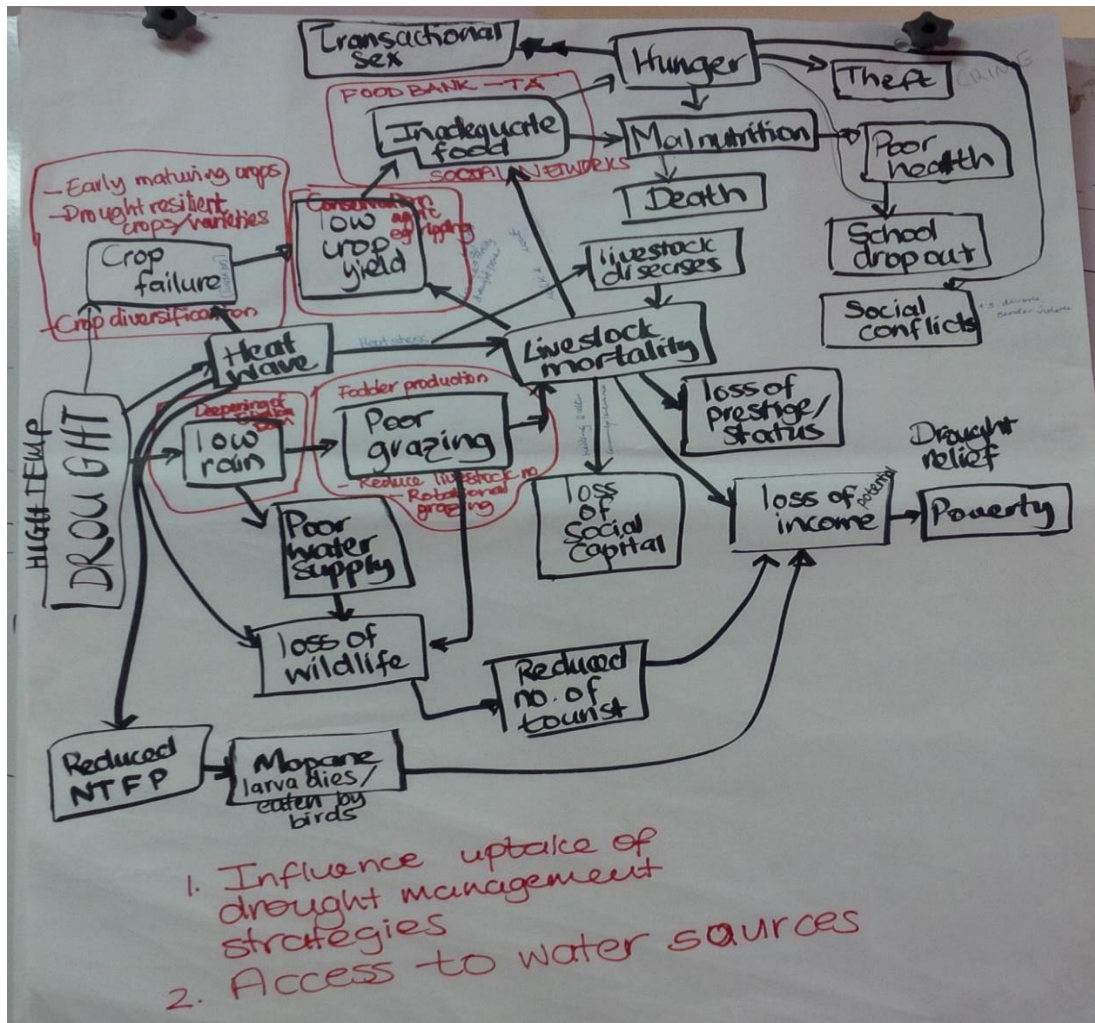 Transactional
sex
Hunger
Theft
CRIME
FOOD BANK - TA
Inadequate
food
SOCIAL NETWORKS
Malnutrition
Poor
health
Death
School
drop out
Social
conflicts
- Early maturing crops
- Drought resilient
crops/varieties
Crop
failure
- Crop diversification
low
crop
yield
livestock
diseases
Heat
wave
Heat stress
Livestock
mortality
Fodder production
Poor
grazing
- Reduce livestock no
- Rotational
grazing
Deepening of
low
rain
HIGH TEMP
DROUGHT
loss of
prestige/
status
Drought
relief
loss of
income
potential
Poverty
loss
of
Social
Capital
Poor
water
supply
loss of
wildlife
Reduced
no. of
tourist
Reduced
NTFP
Mopane
larva dies/
eaten by
birds
1. Influence uptake of
drought management
strategies
2. Access to water sources